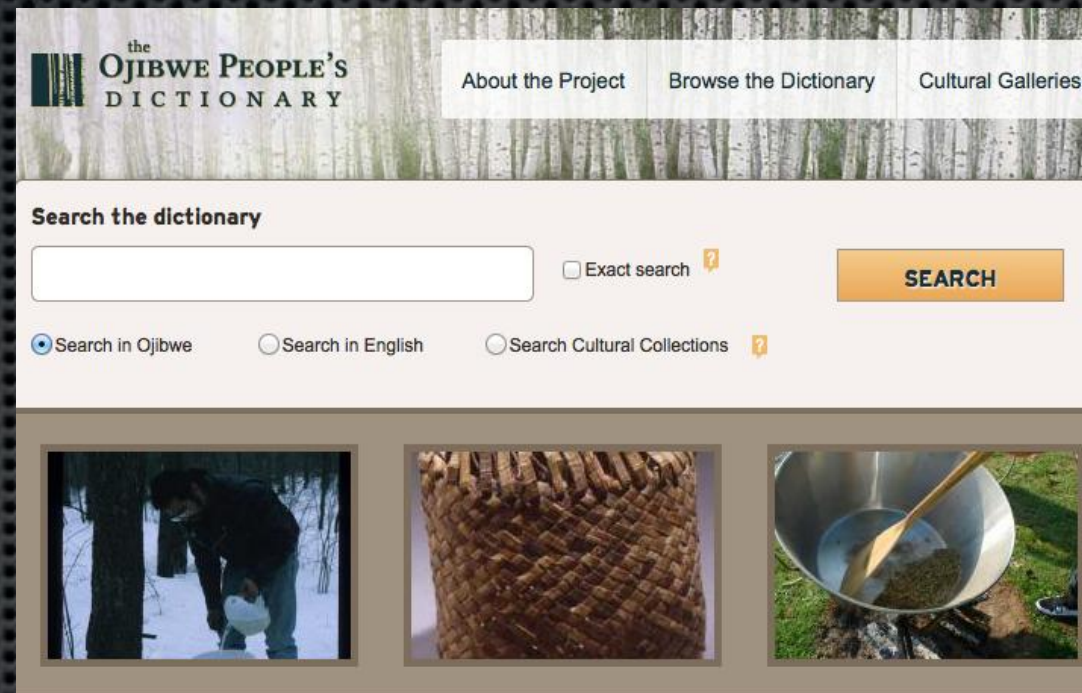 the
OJIBWE PEOPLE'S
DICTIONARY
About the Project Browse the Dictionary Cultural Galleries
Search the dictionary
Exact search ?
SEARCH
Search in Ojibwe Search in English Search Cultural Collections ?